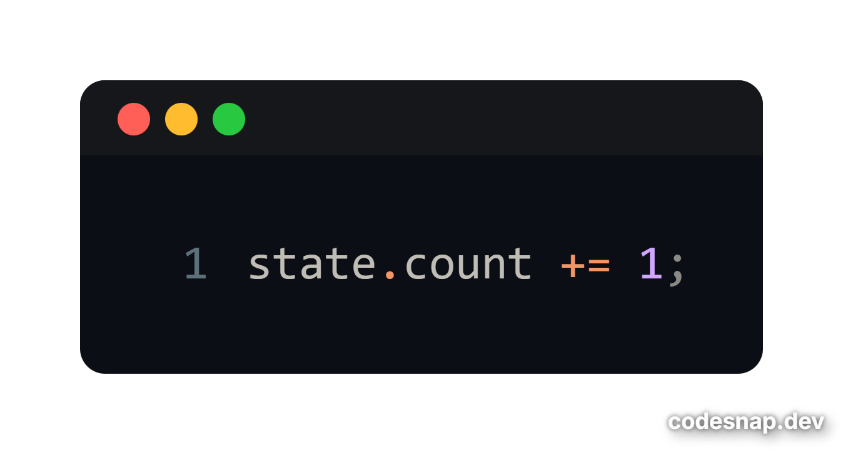 1 state.count += 1;
codesnap.dev